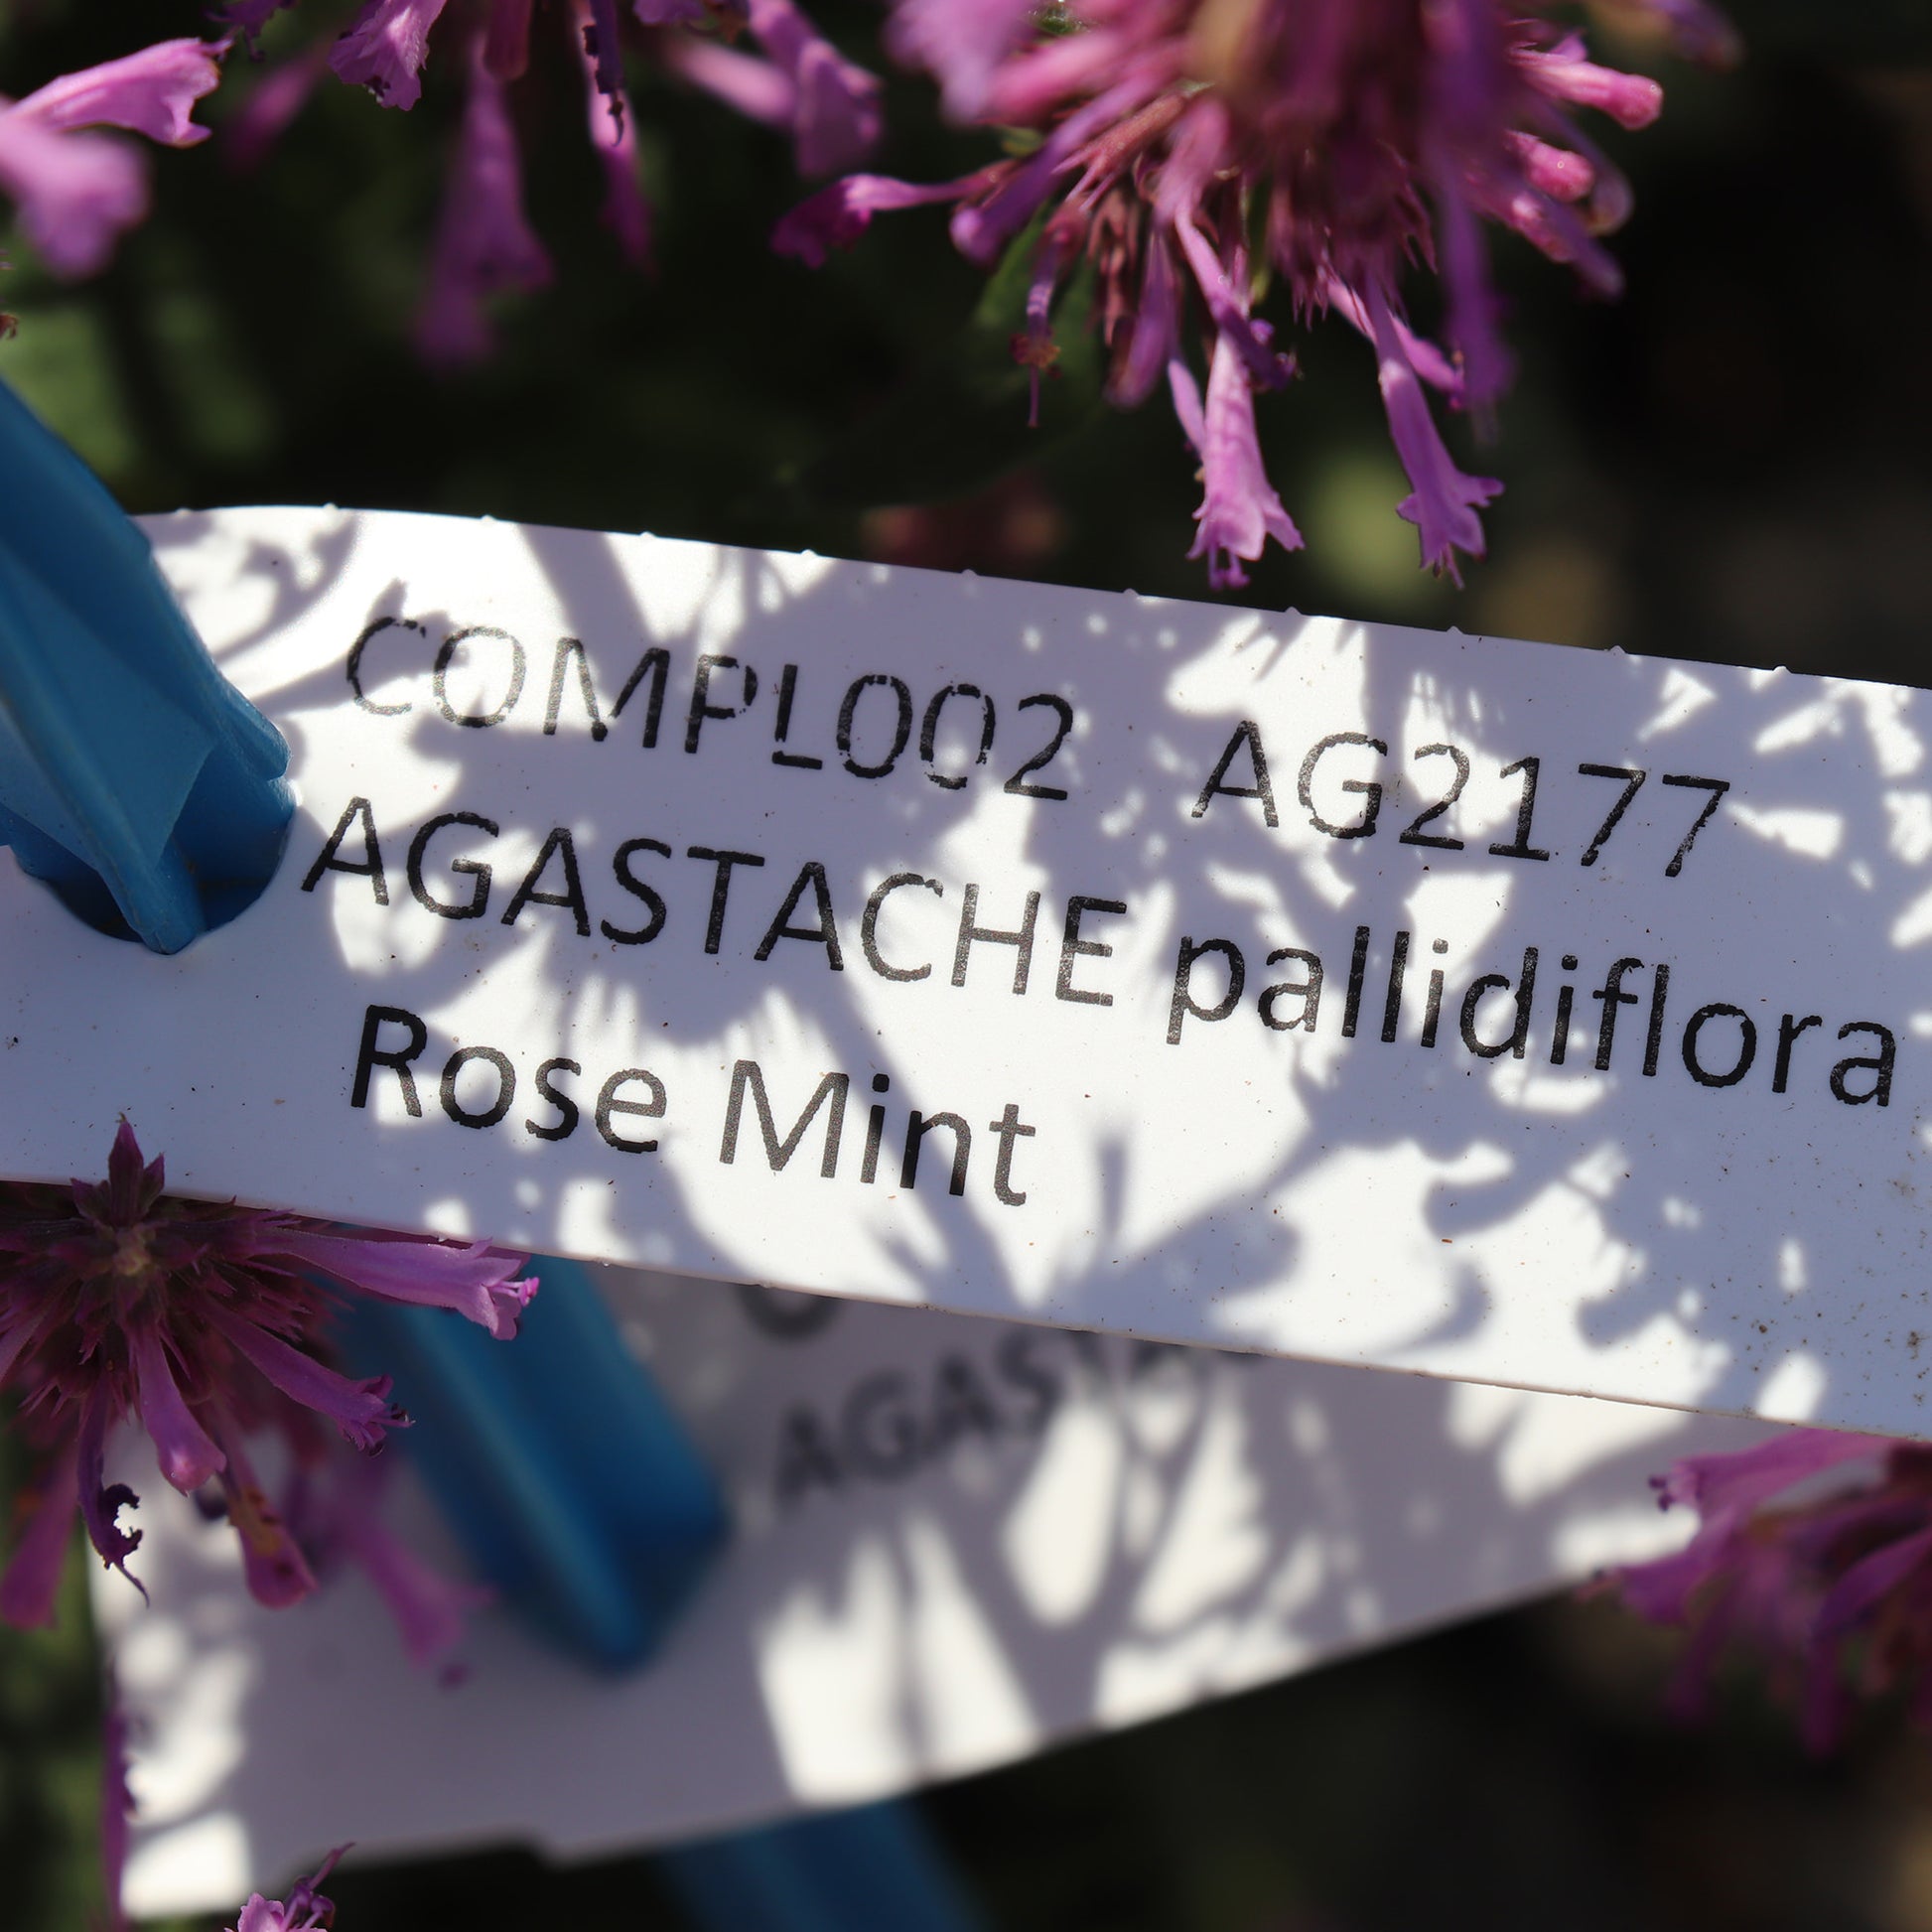 COMPL002 AG2177
AGASTACHE pallidiflora
Rose Mint